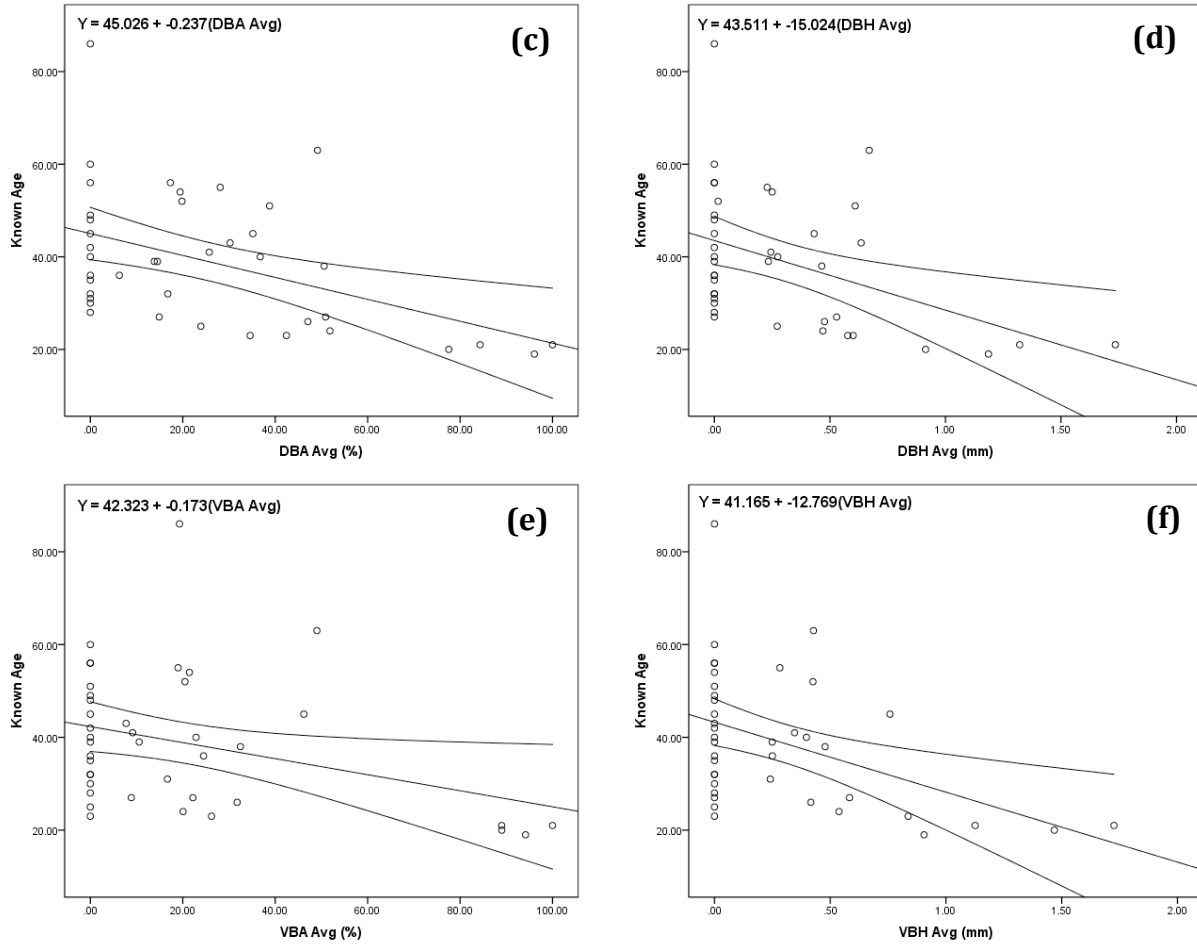 Y = 45.026 + -0.237(DBA Avg)
(c)
80.00
60.00
40.00
20.00
Known Age
.00 20.00 40.00 60.00 80.00 100.00
DBA Avg (%)
Y = 43.511 + -15.024(DBH Avg)
(d)
80.00
60.00
40.00
20.00
Known Age
.00 .50 1.00 1.50 2.00
DBH Avg (mm)
Y = 42.323 + -0.173(VBA Avg)
(e)
80.00
60.00
40.00
20.00
Known Age
.00 20.00 40.00 60.00 80.00 100.00
VBA Avg (%)
Y = 41.165 + -12.769(VBH Avg)
(f)
80.00
60.00
40.00
20.00
Known Age
.00 .50 1.00 1.50 2.00
VBH Avg (mm)